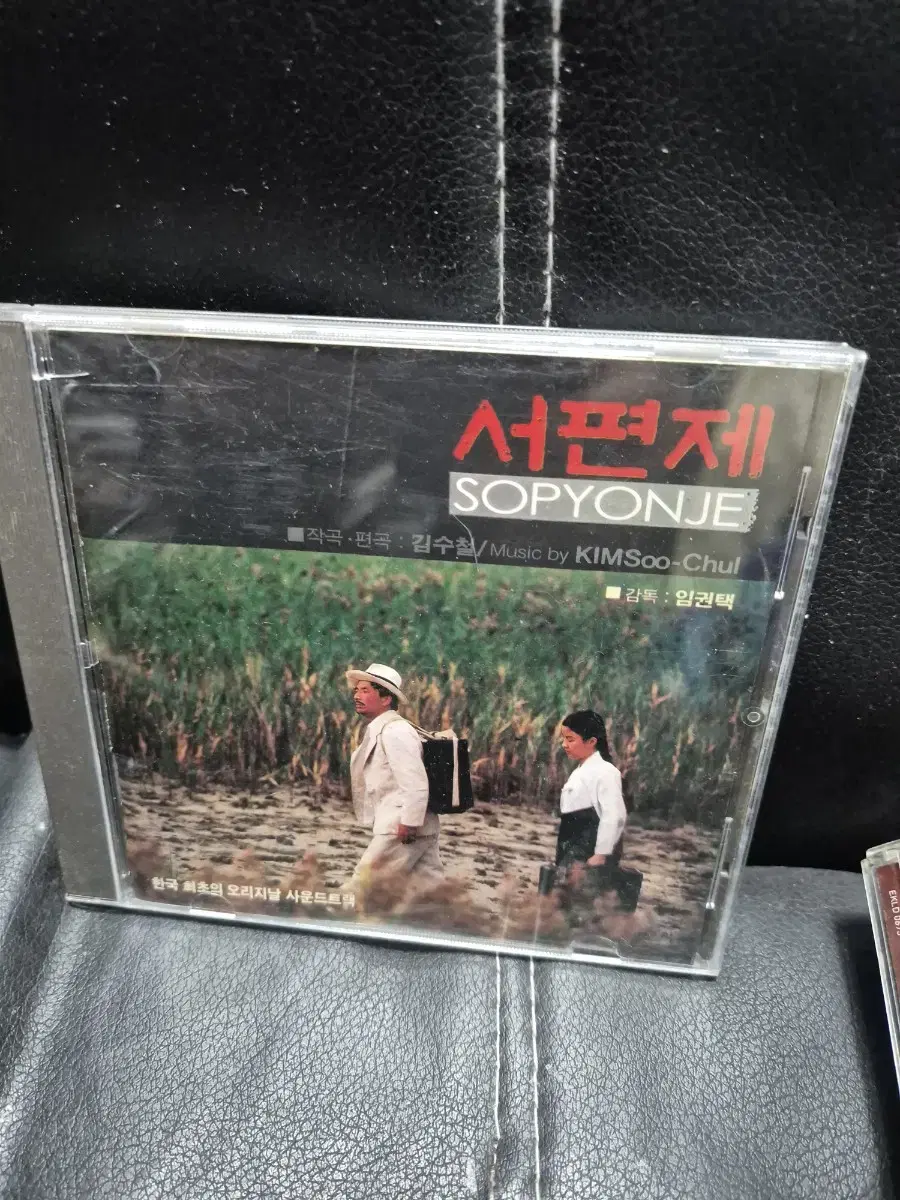 서편제
SOPYONJE
■작곡·편곡 : 김수철/Music by KIMSoo-Chul
■감독 : 임권택
한국 최초의 오리지날 사운드트랙